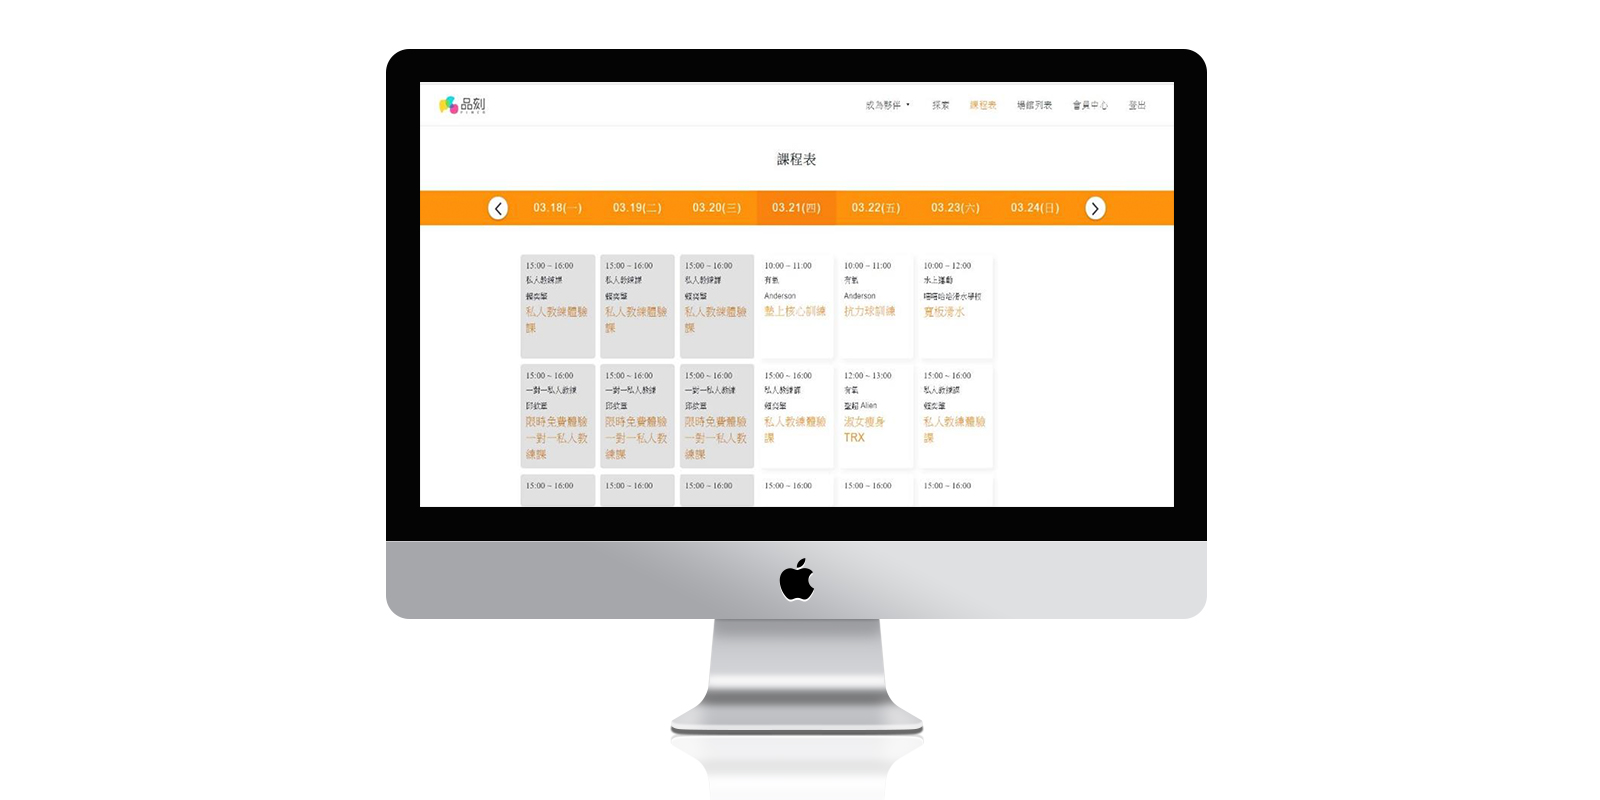 品刻
成為夥伴
探索
課程表
場館列表
會員中心
登出
課程表
03.18(一)
03.19(二)
03.20(三)
03.21(四)
03.22(五)
03.23(六)
03.24(日)
15:00 ~ 16:00
私人教練課
私人教練體驗
課
15:00 ~ 16:00
私人教練課
私人教練體驗
課
15:00 ~ 16:00
私人教練課
私人教練體驗
課
10:00 ~ 11:00
有氧
Anderson
墊上核心訓練
10:00 ~ 11:00
有氧
Anderson
抗力球訓練
10:00 ~ 12:00
水上運動
嘻嘻哈哈滑水學校
寬板滑水
15:00 ~ 16:00
一對一私人教練
限時免費體驗
一對一私人教
練課
15:00 ~ 16:00
一對一私人教練
限時免費體驗
一對一私人教
練課
15:00 ~ 16:00
一對一私人教練
限時免費體驗
一對一私人教
練課
15:00 ~ 16:00
私人教練課
私人教練體驗
課
12:00 ~ 13:00
有氧
Alien
淑女瘦身
TRX
15:00 ~ 16:00
私人教練課
私人教練體驗
課
15:00 ~ 16:00
15:00 ~ 16:00
15:00 ~ 16:00
15:00 ~ 16:00
15:00 ~ 16:00
15:00 ~ 16:00